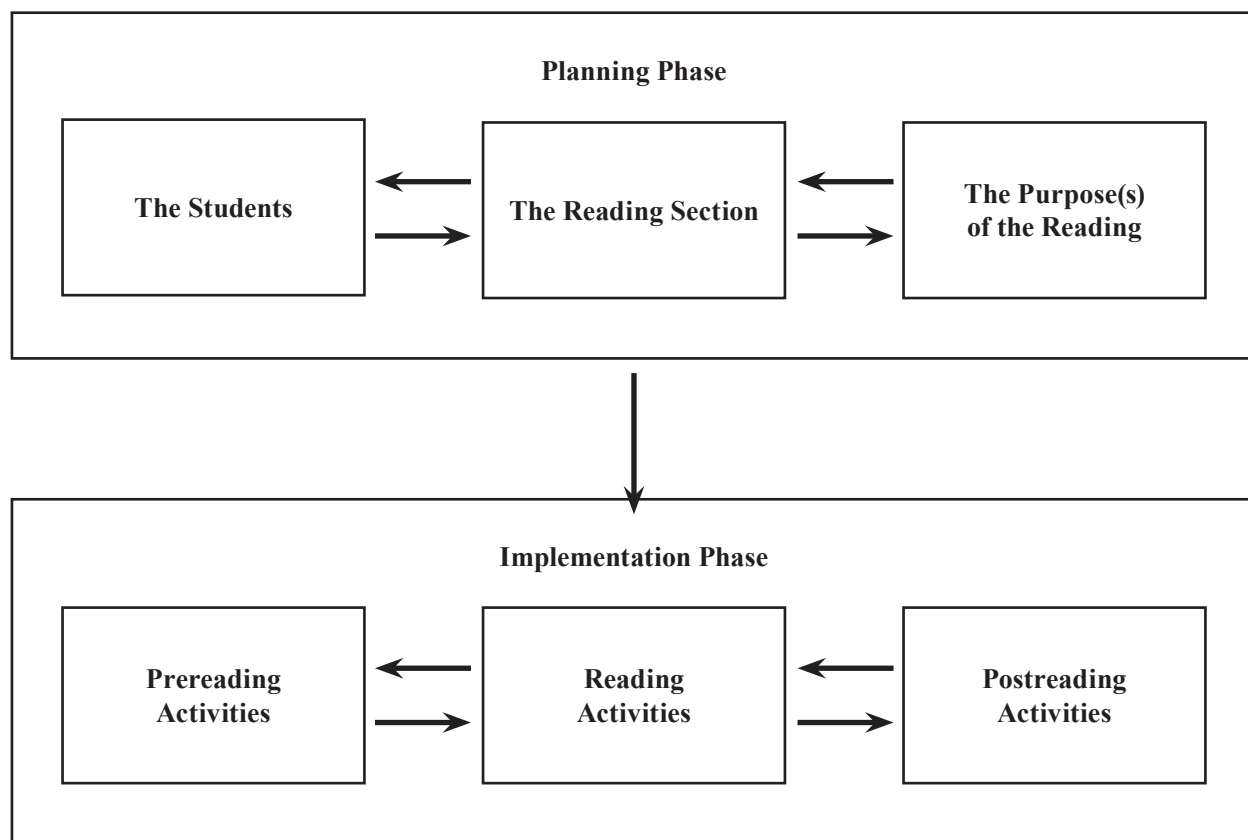 Planning Phase
The Students
The Reading Section
The Purpose(s)
of the Reading
Implementation Phase
Prereading
Activities
Reading
Activities
Postreading
Activities